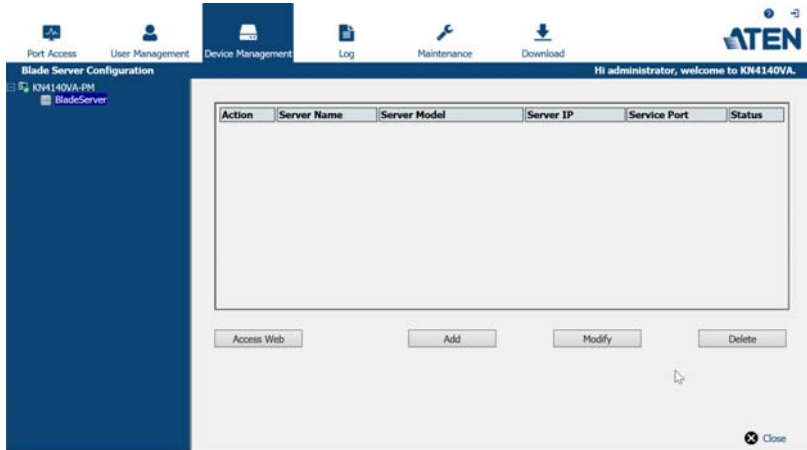 Port Access User Management Device Management Log Maintenance Download
ATEN
Blade Server Configuration Hi administrator, welcome to KN4140VA.
KN4140VA-PM
BladeServer
Action Server Name Server Model Server IP Service Port Status
Access Web Add Modify Delete
Close